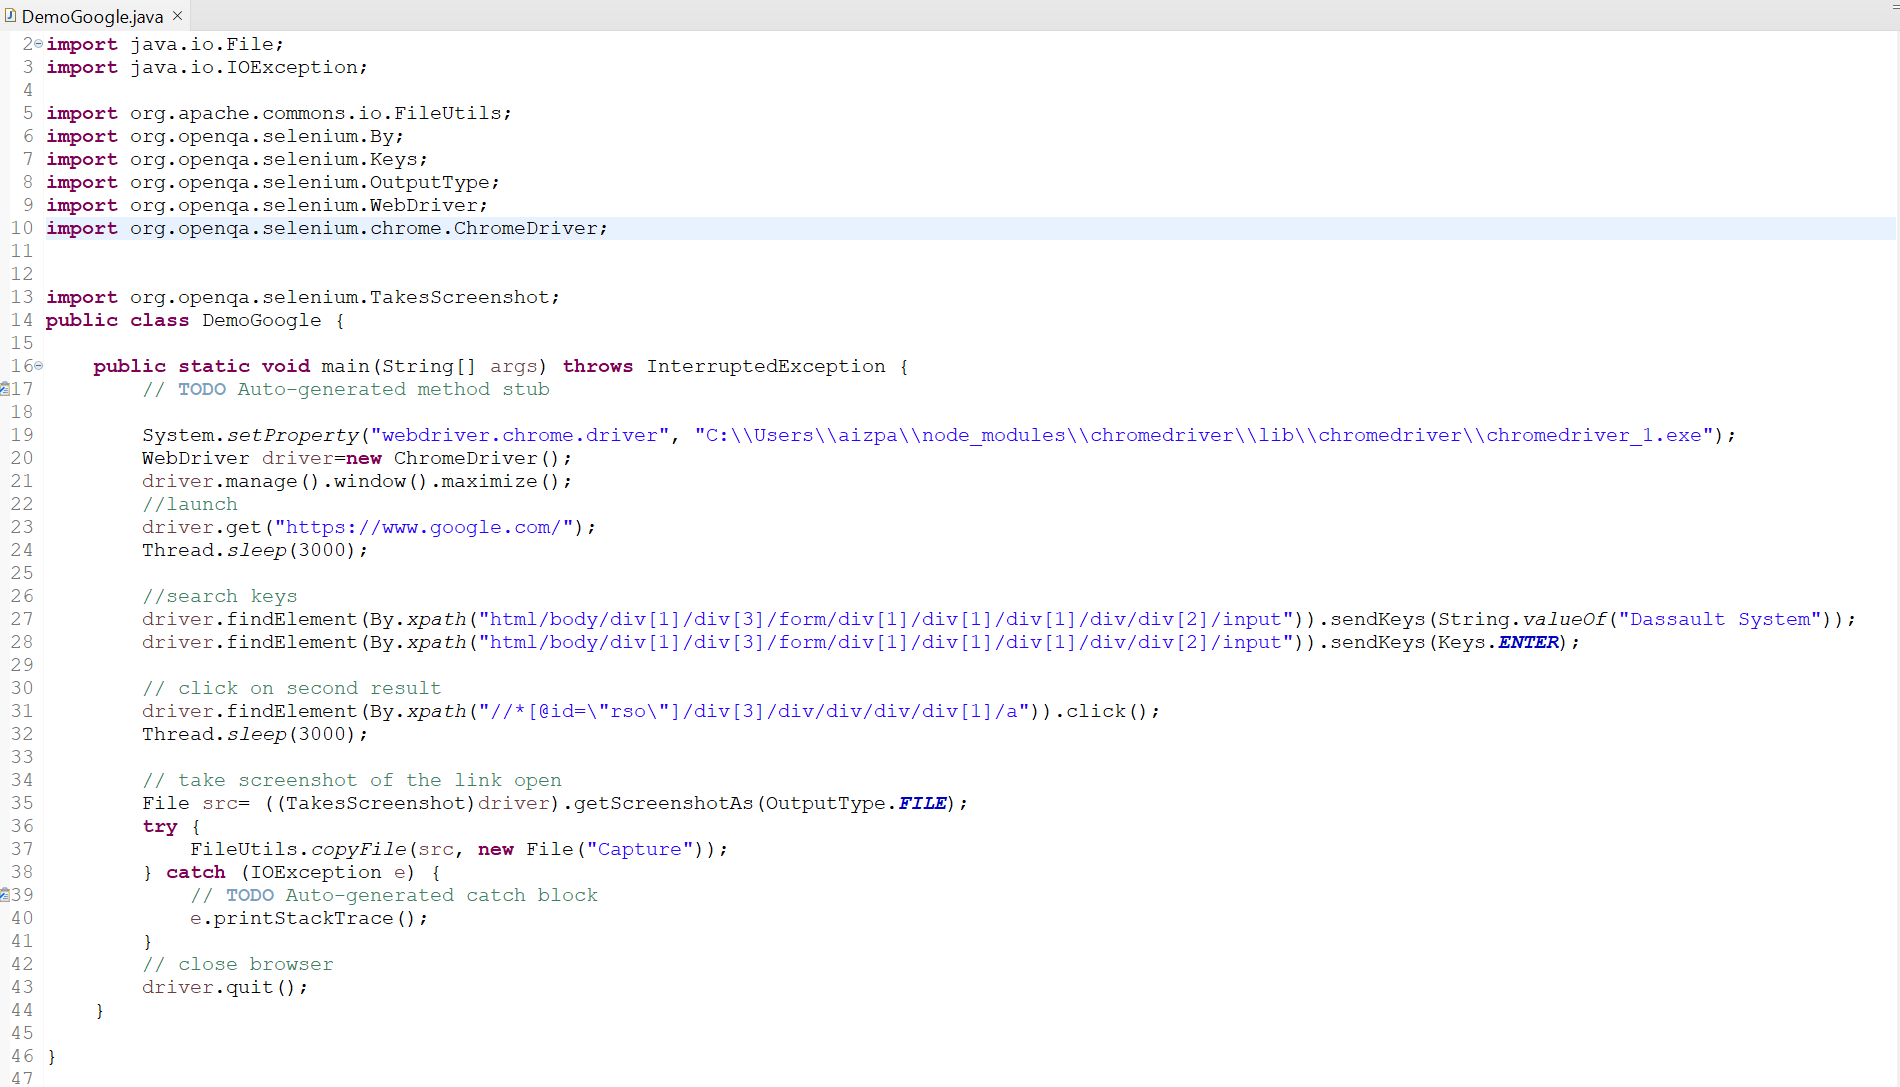 DemoGoogle.java
2 import java.io.File;
3 import java.io.IOException;
4
5 import org.apache.commons.io.FileUtils;
6 import org.openqa.selenium.By;
7 import org.openqa.selenium.Keys;
8 import org.openqa.selenium.OutputType;
9 import org.openqa.selenium.WebDriver;
10 import org.openqa.selenium.chrome.ChromeDriver;
11
12
13 import org.openqa.selenium.TakesScreenshot;
14 public class DemoGoogle {
15
16     public static void main(String[] args) throws InterruptedException {
17         // TODO Auto-generated method stub
18
19         System.setProperty("webdriver.chrome.driver", "C:\\Users\\aizpa\\node_modules\\chromedriver\\lib\\chromedriver\\chromedriver_1.exe");
20         WebDriver driver=new ChromeDriver();
21         driver.manage().window().maximize();
22         //launch
23         driver.get("https://www.google.com/");
24         Thread.sleep(3000);
25
26         //search keys
27         driver.findElement(By.xpath("html/body/div[1]/div[3]/form/div[1]/div[1]/div[1]/div/div[2]/input")).sendKeys(String.valueOf("Dassault System"));
28         driver.findElement(By.xpath("html/body/div[1]/div[3]/form/div[1]/div[1]/div[1]/div/div[2]/input")).sendKeys(Keys.ENTER);
29
30         // click on second result
31         driver.findElement(By.xpath("//*[@id=\"rso\"]/div[3]/div/div/div/div[1]/a")).click();
32         Thread.sleep(3000);
33
34         // take screenshot of the link open
35         File src= ((TakesScreenshot)driver).getScreenshotAs(OutputType.FILE);
36         try {
37             FileUtils.copyFile(src, new File("Capture"));
38         } catch (IOException e) {
39             // TODO Auto-generated catch block
40             e.printStackTrace();
41         }
42         // close browser
43         driver.quit();
44     }
45
46 }
47